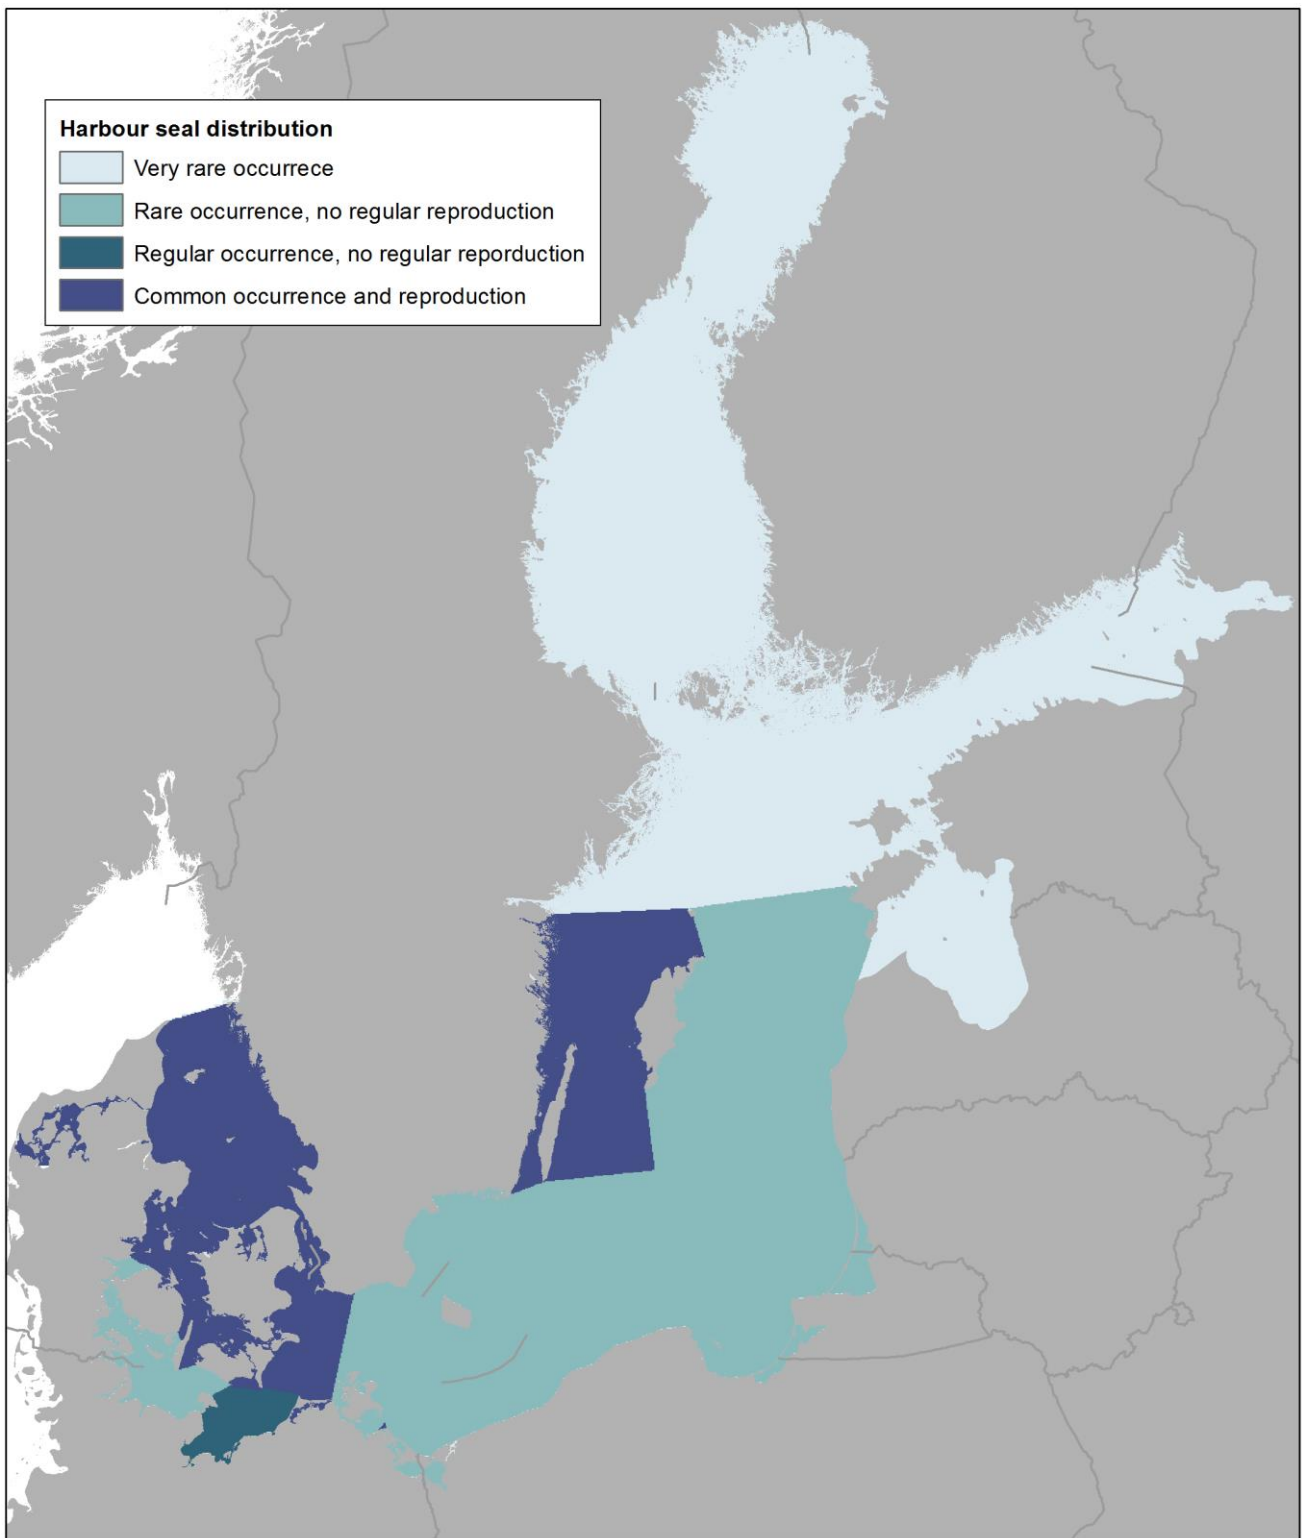 Harbour seal distribution
Very rare occurrece
Rare occurrence, no regular reproduction
Regular occurrence, no regular reporduction
Common occurrence and reproduction